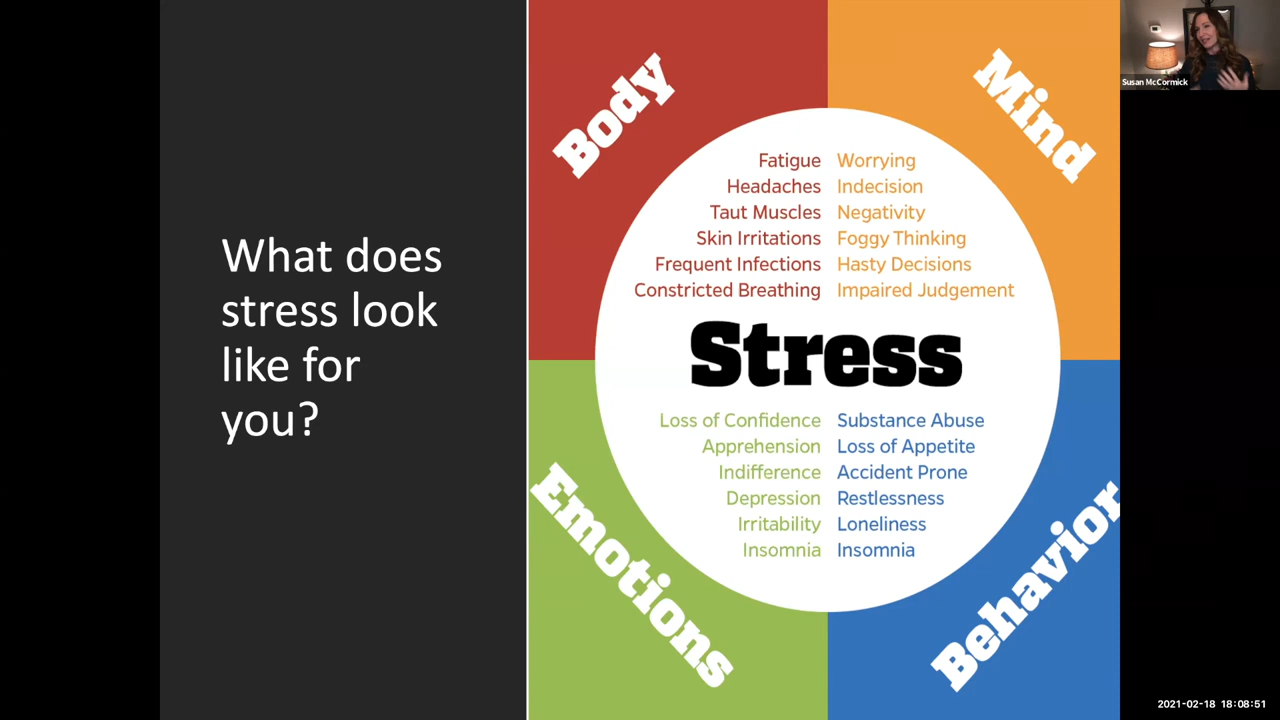 What does
stress look
like for
you?
Body
Mind
Fatigue
Headaches
Taut Muscles
Skin Irritations
Frequent Infections
Constricted Breathing
Worrying
Indecision
Negativity
Foggy Thinking
Hasty Decisions
Impaired Judgement
Stress
Loss of Confidence
Apprehension
Indifference
Depression
Irritability
Insomnia
Substance Abuse
Loss of Appetite
Accident Prone
Restlessness
Loneliness
Insomnia
Emotions
Behavior
Susan McCormick
2021-02-18 18:08:51